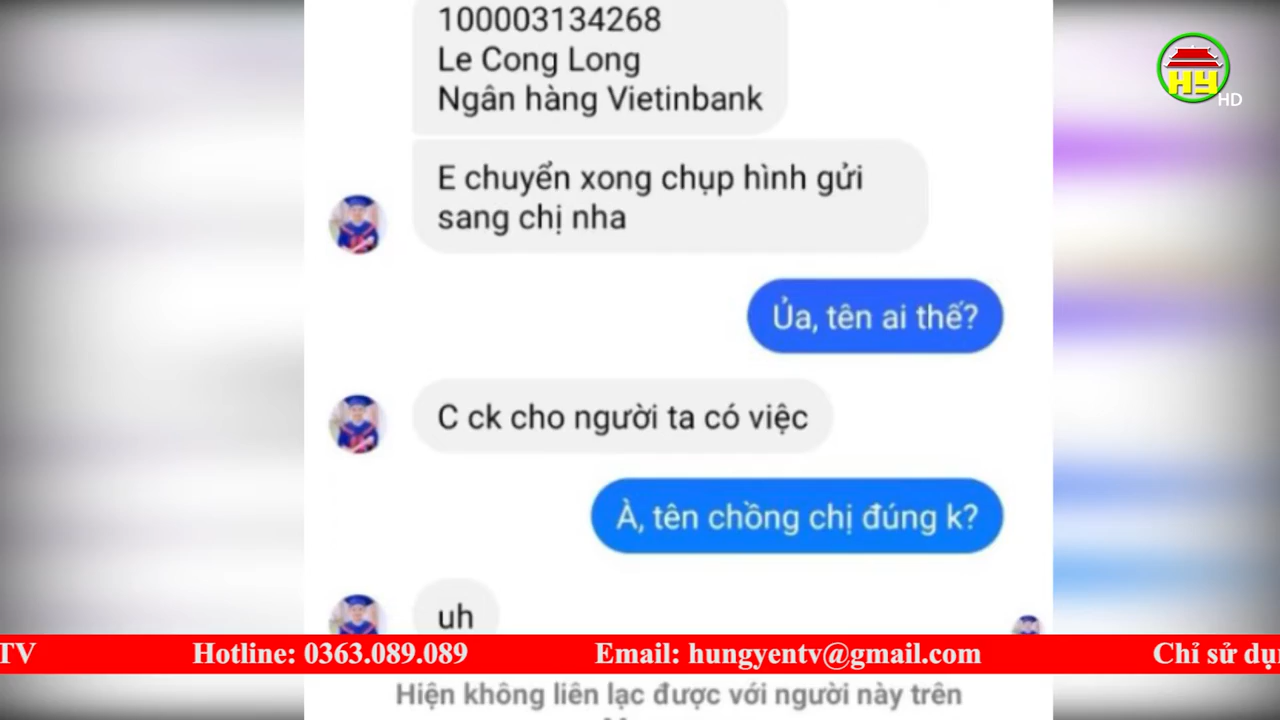 100003134268
Le Cong Long
Ngân hàng Vietinbank
HY
HD
E chuyển xong chụp hình gửi
sang chị nha
Ủa, tên ai thế?
C ck cho người ta có việc
À, tên chồng chị đúng k?
uh
TV Hotline: 0363.089.089 Email: hungyentv@gmail.com Chỉ sử dụ
Hiện không liên lạc được với người này trên